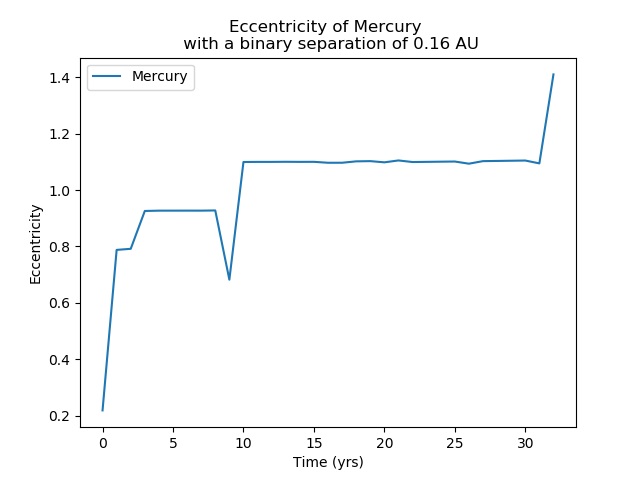 Eccentricity of Mercury
with a binary separation of 0.16 AU
Mercury
Eccentricity
1.4
1.2
1.0
0.8
0.6
0.4
0.2
0 5 10 15 20 25 30
Time (yrs)